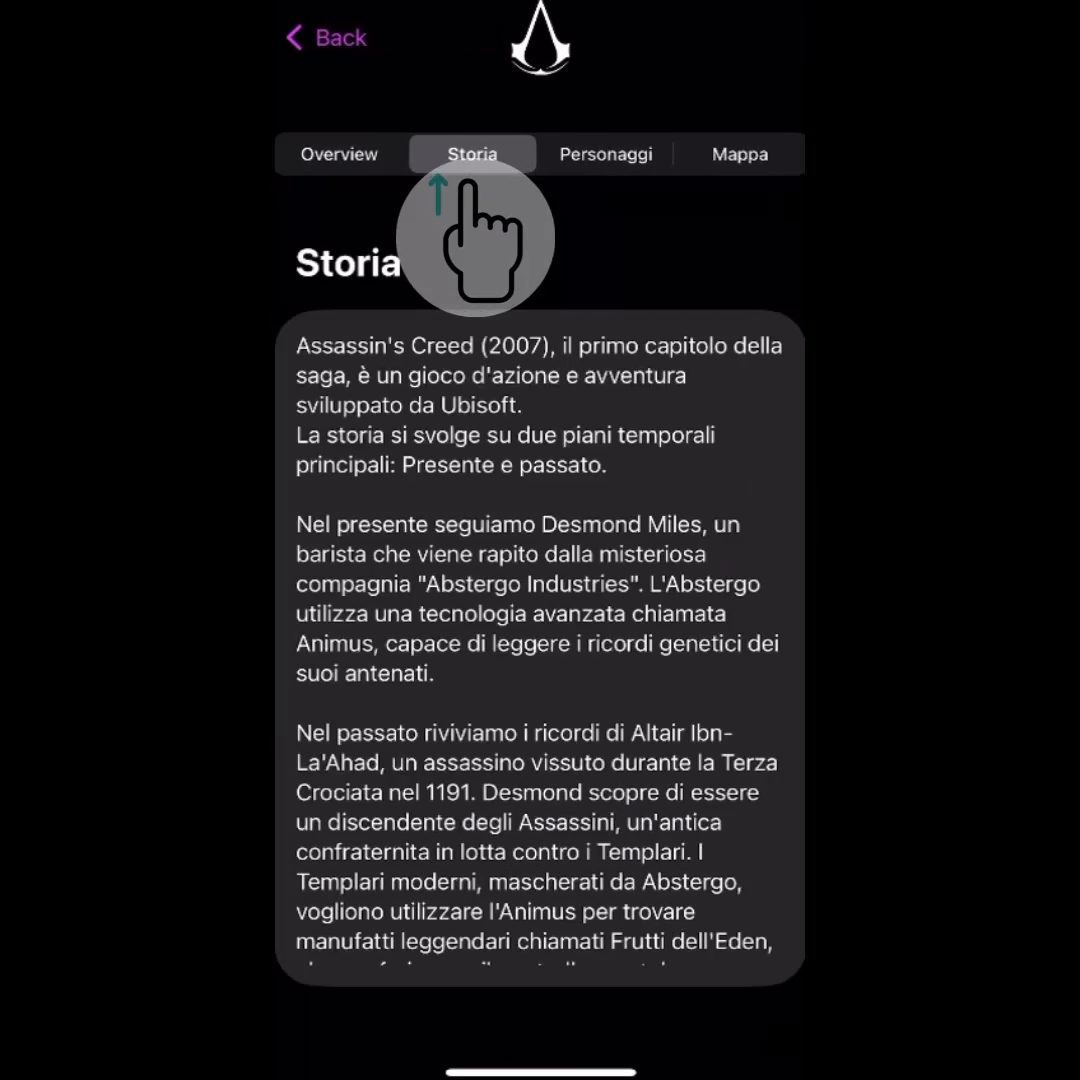 Back
Overview
Storia
Personaggi
Mappa
Storia
Assassin's Creed (2007), il primo capitolo della
saga, è un gioco d'azione e avventura
sviluppato da Ubisoft.
La storia si svolge su due piani temporali
principali: Presente e passato.
Nel presente seguiamo Desmond Miles, un
barista che viene rapito dalla misteriosa
compagnia "Abstergo Industries". L'Abstergo
utilizza una tecnologia avanzata chiamata
Animus, capace di leggere i ricordi genetici dei
suoi antenati.
Nel passato riviviamo i ricordi di Altair Ibn-
La'Ahad, un assassino vissuto durante la Terza
Crociata nel 1191. Desmond scopre di essere
un discendente degli Assassini, un'antica
confraternita in lotta contro i Templari. I
Templari moderni, mascherati da Abstergo,
vogliono utilizzare l'Animus per trovare
manufatti leggendari chiamati Frutti dell'Eden,